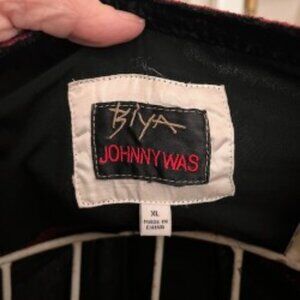 BIYA
JOHNNY WAS
XL
MADE IN
CHINA